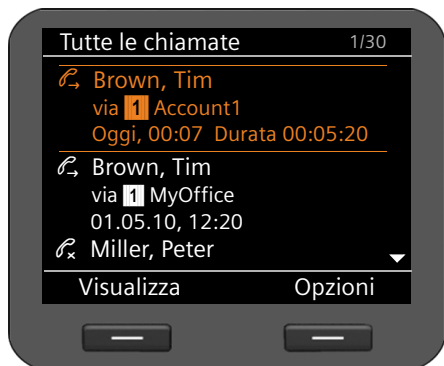 Tutte le chiamate 1/30
Brown, Tim
via 1 Account1
Oggi, 00:07 Durata 00:05:20
Brown, Tim
via 1 MyOffice
01.05.10, 12:20
Miller, Peter
Visualizza Opzioni